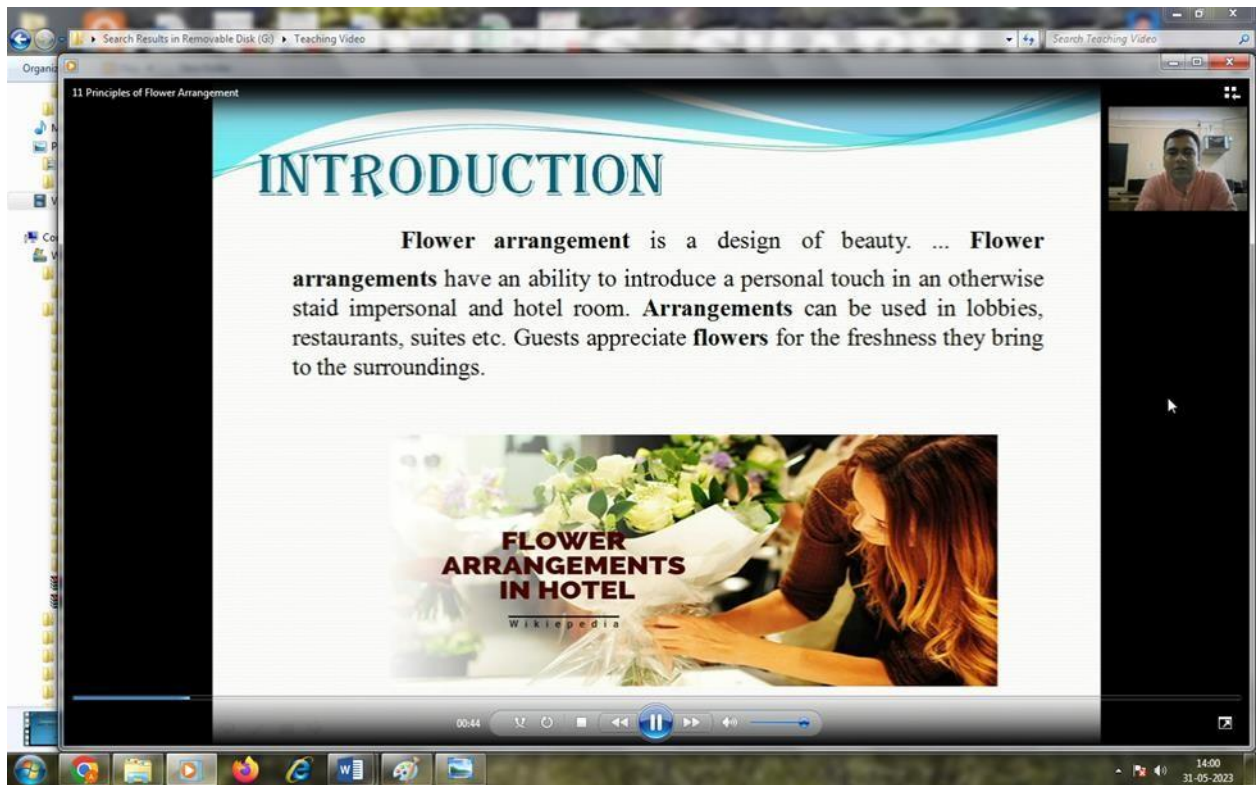 Search Results in Removable Disk (G:) Teaching Video
Search Teaching Video
Organiz
11 Principles of Flower Arrangement
INTRODUCTION
Flower arrangement is a design of beauty. ... Flower
arrangements have an ability to introduce a personal touch in an otherwise
staid impersonal and hotel room. Arrangements can be used in lobbies,
restaurants, suites etc. Guests appreciate flowers for the freshness they bring
to the surroundings.
FLOWER
ARRANGEMENTS
IN HOTEL
Wikiepedia
00:44
14:00
31-05-2023